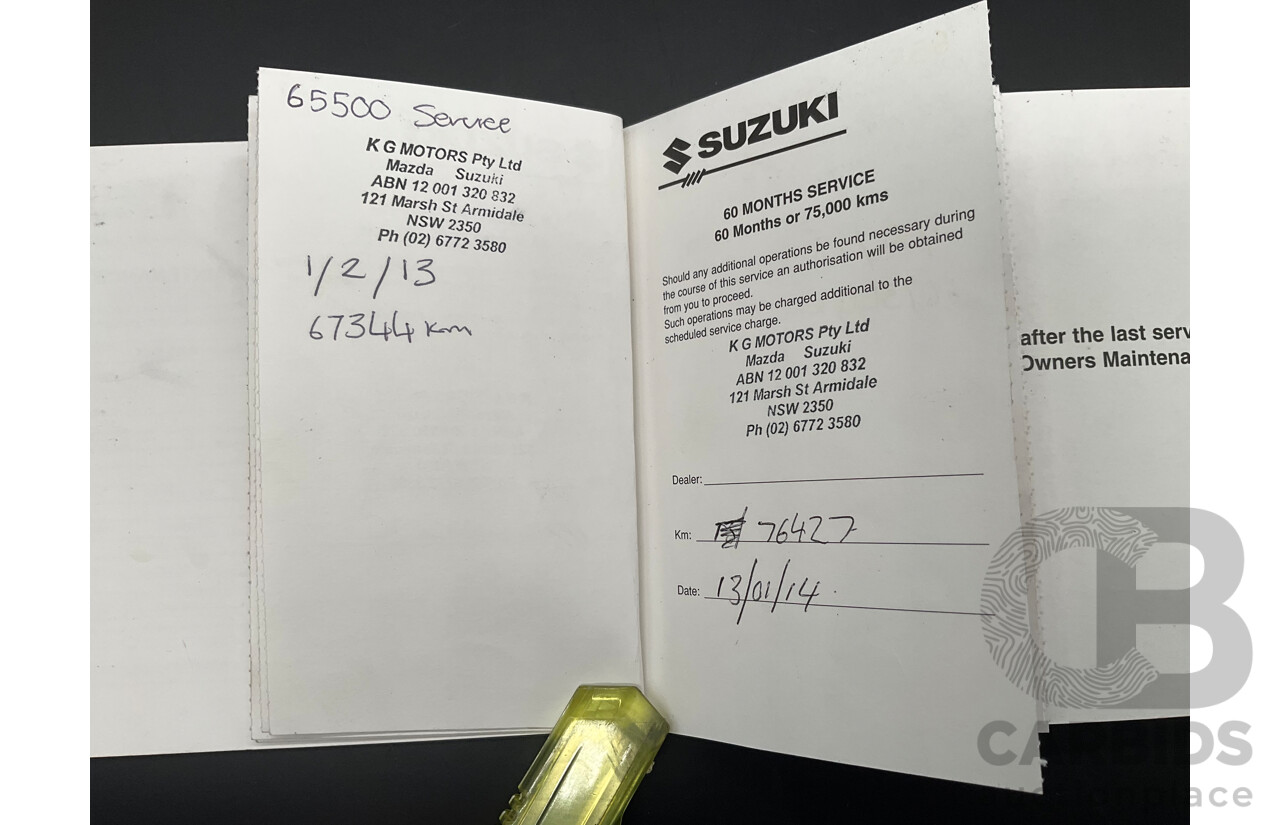 65500 Service
K G MOTORS Pty Ltd
Mazda Suzuki
ABN 12 001 320 832
121 Marsh St Armidale
NSW 2350
Ph (02) 6772 3580
1/2/13
67344 km
SUZUKI
60 MONTHS SERVICE
60 Months or 75,000 kms
Should any additional operations be found necessary during
the course of this service an authorisation will be obtained
from you to proceed.
Such operations may be charged additional to the
scheduled service charge.
K G MOTORS Pty Ltd
Mazda Suzuki
ABN 12 001 320 832
121 Marsh St Armidale
NSW 2350
Ph (02) 6772 3580
Dealer:
Km: 76427
Date: 13/01/14
after the last serv
Owners Maintena
CARBIDS